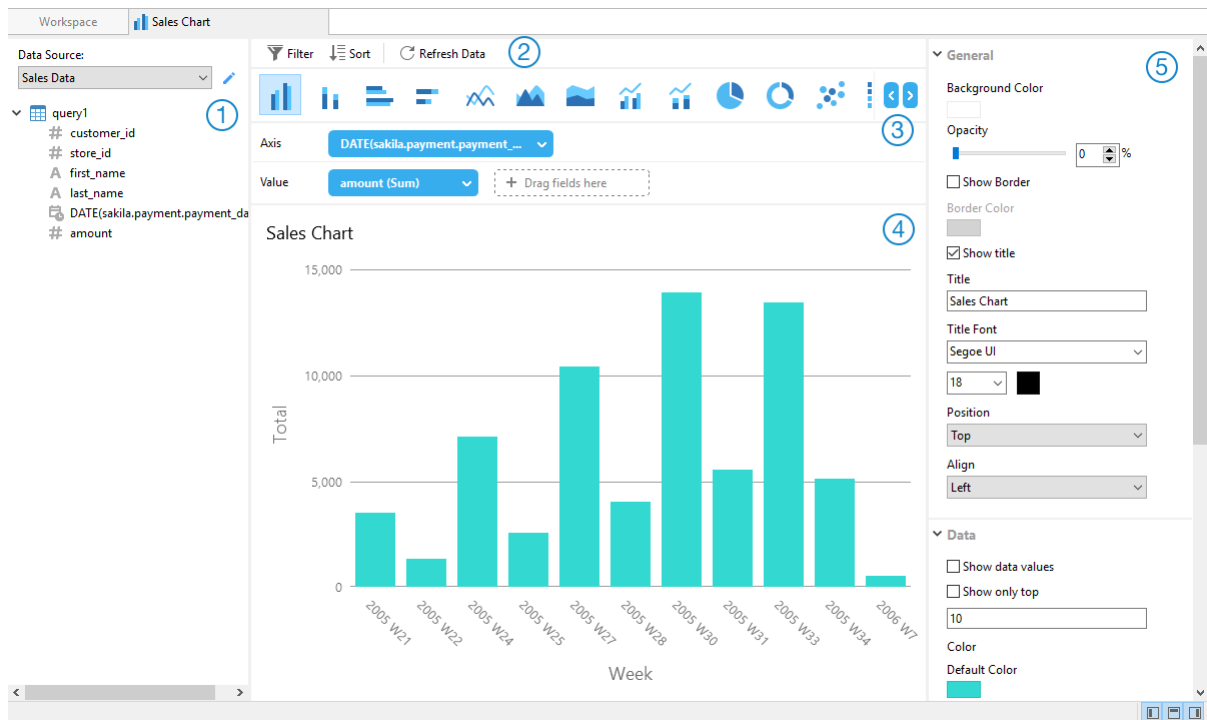 Workspace
Sales Chart
Data Source:
Sales Data
1
query1
customer_id
store_id
first_name
last_name
DATE(sakila.payment.payment_da
amount
Filter
Sort
Refresh Data
2
3
Axis
DATE(sakila.payment.payment_...
Value
amount (Sum)
Drag fields here
4
Sales Chart
15,000
10,000
5,000
0
Total
2005 W21
2005 W22
2005 W24
2005 W25
2005 W27
2005 W28
2005 W30
2005 W31
2005 W33
2005 W34
2006 W7
Week
General
5
Background Color
Opacity
0 %
Show Border
Border Color
Show title
Title
Sales Chart
Title Font
Segoe UI
18
Position
Top
Align
Left
Data
Show data values
Show only top
10
Color
Default Color